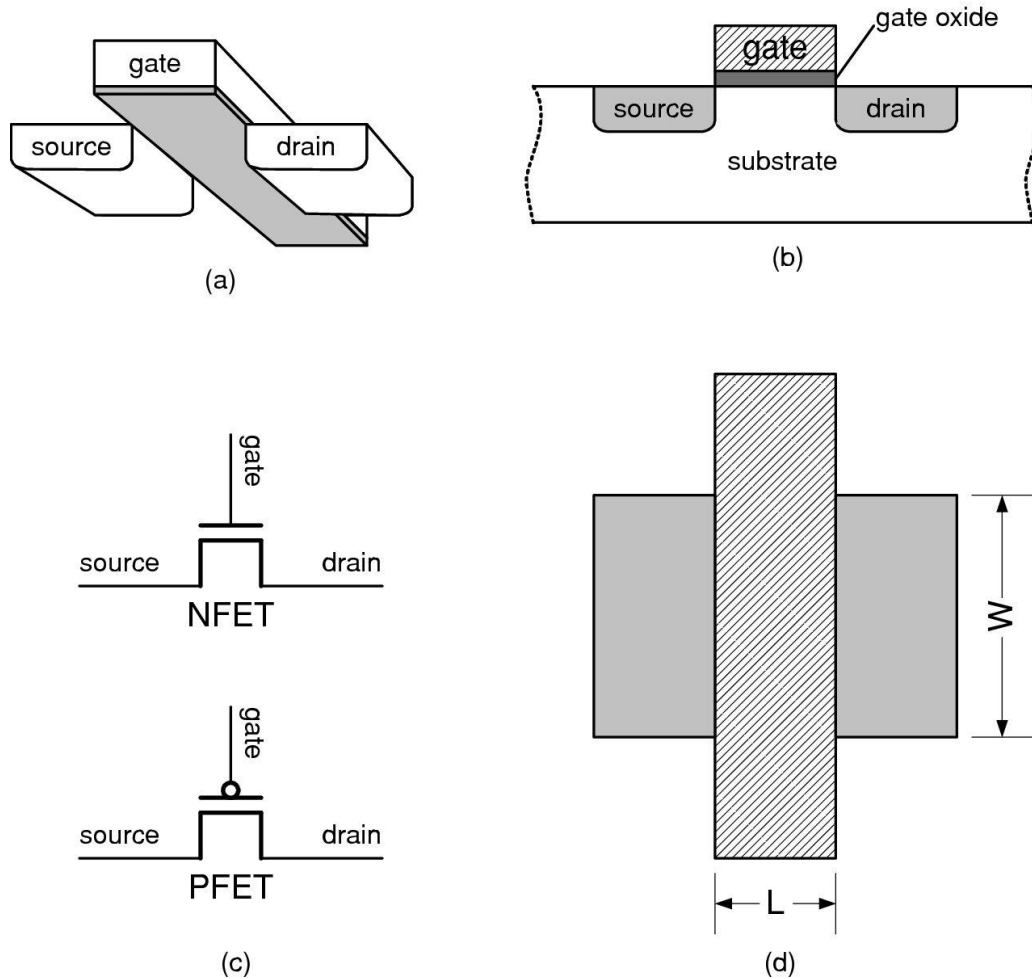 gate
source
drain
(a)
gate oxide
gate
source
drain
substrate
(b)
gate
source
drain
NFET
gate
source
drain
PFET
(c)
W
L
(d)